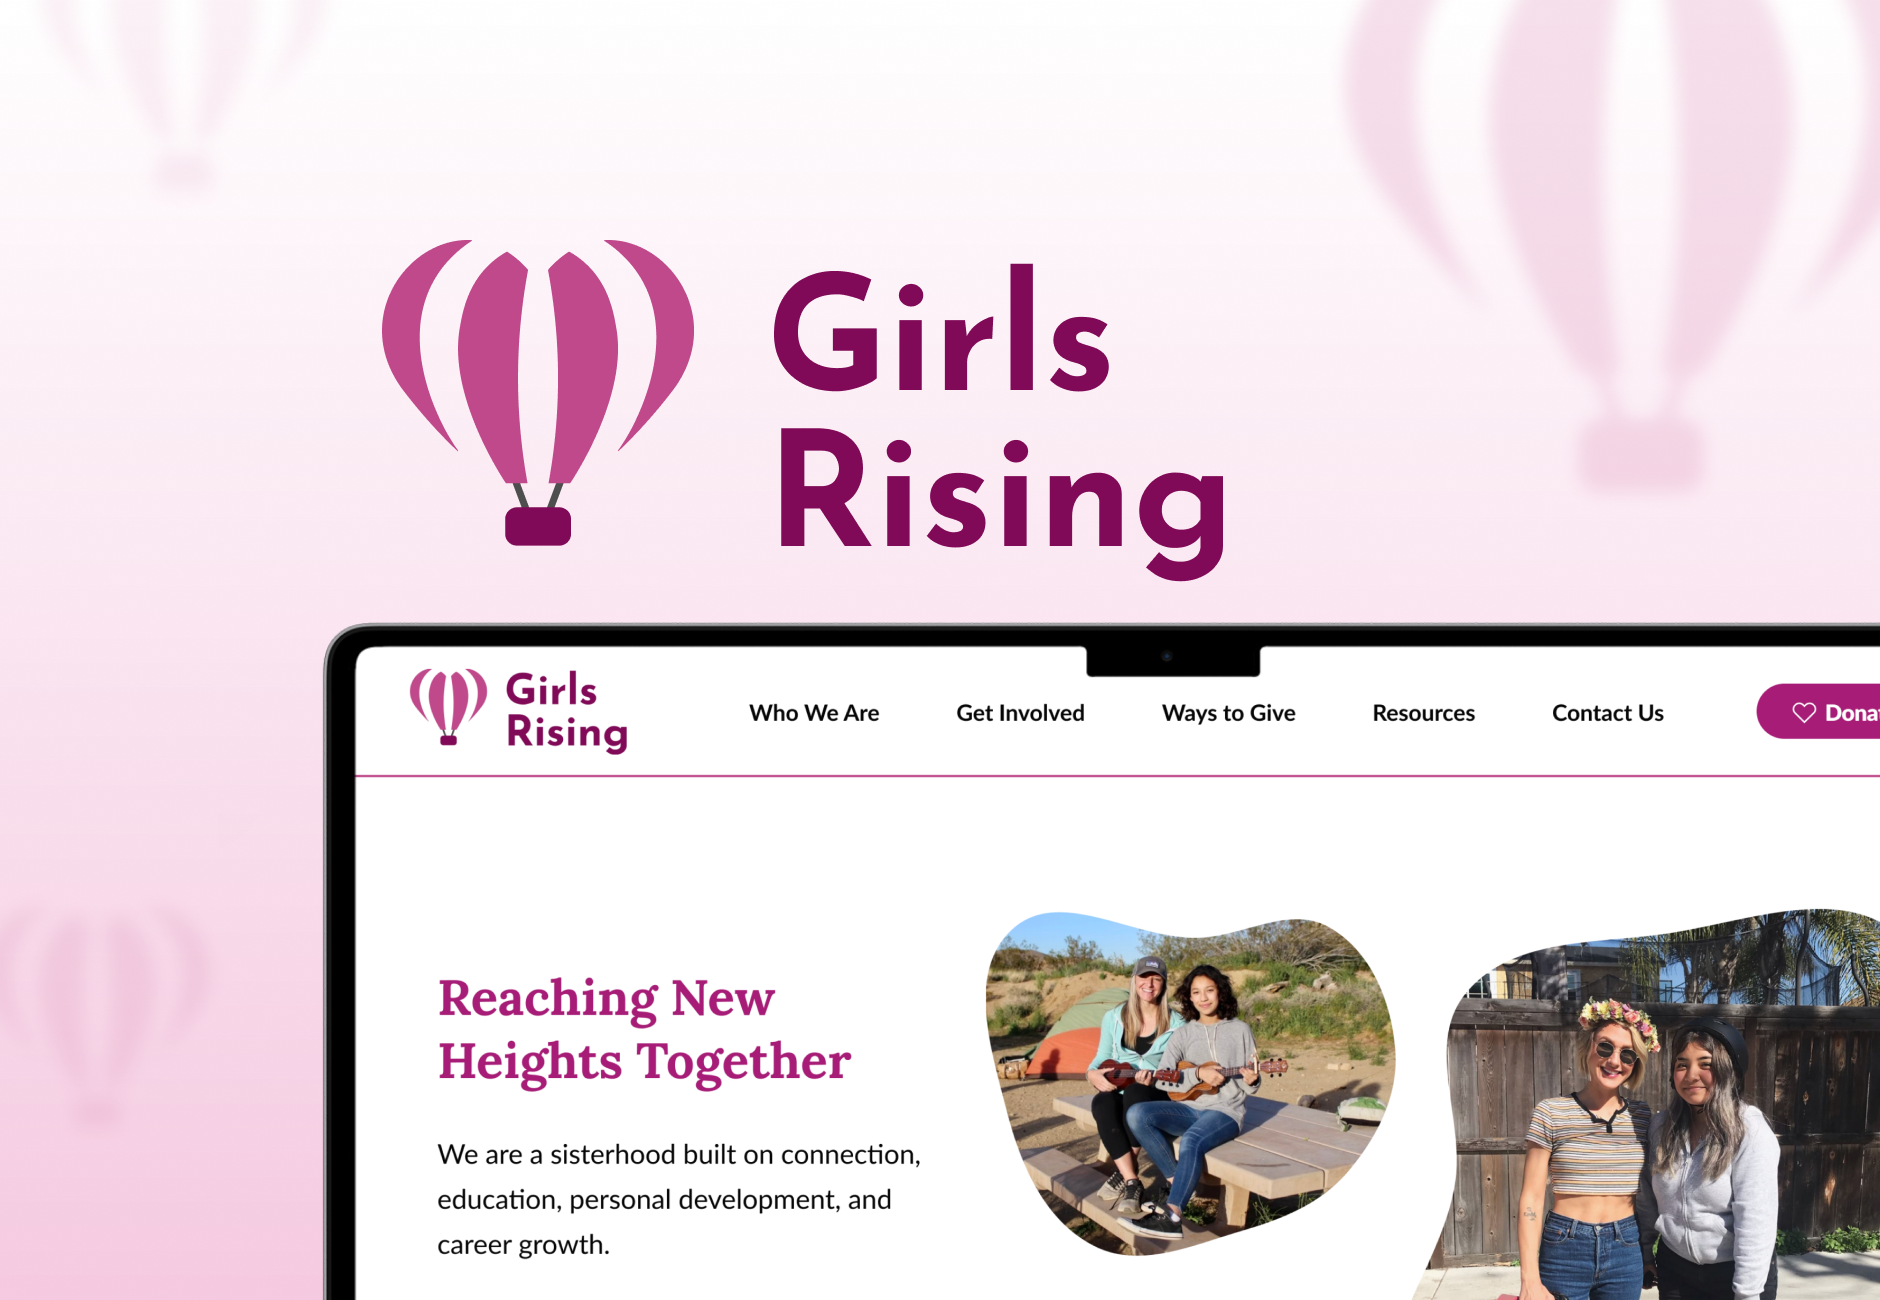 Girls
Rising
Girls
Rising
Who We Are
Get Involved
Ways to Give
Resources
Contact Us
Donat
Reaching New
Heights Together
We are a sisterhood built on connection,
education, personal development, and
career growth.